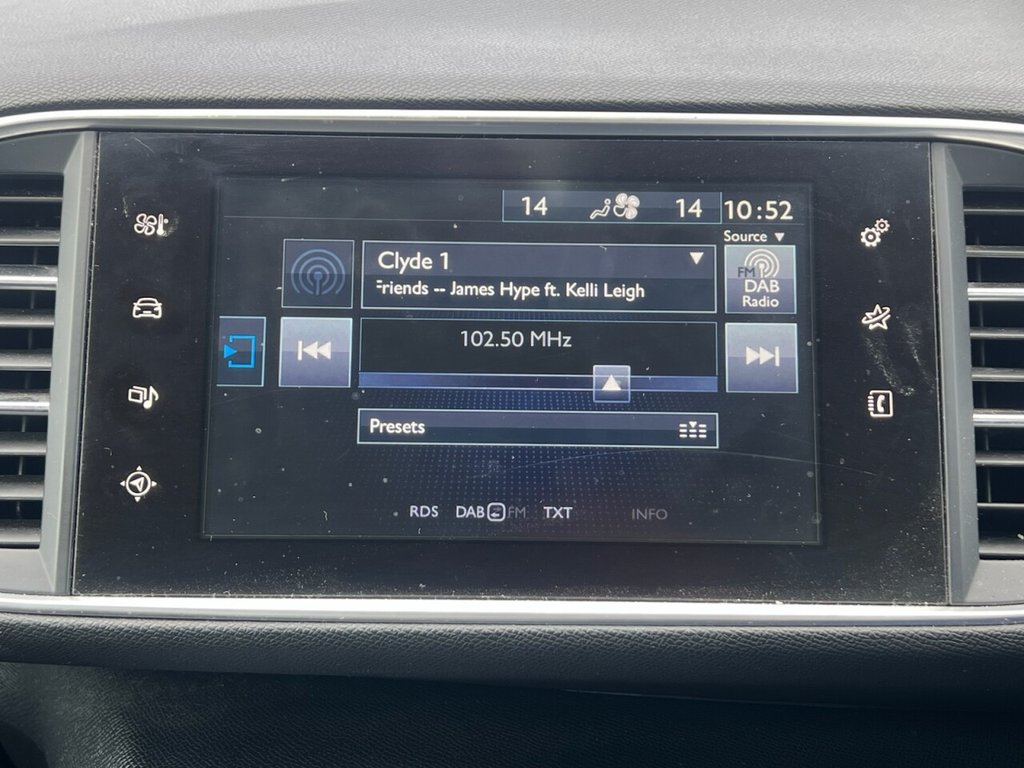 14 14 10:52
Source
Clyde 1
Friends -- James Hype ft. Kelli Leigh
FM
DAB
Radio
102.50 MHz
Presets
RDS DAB FM TXT INFO